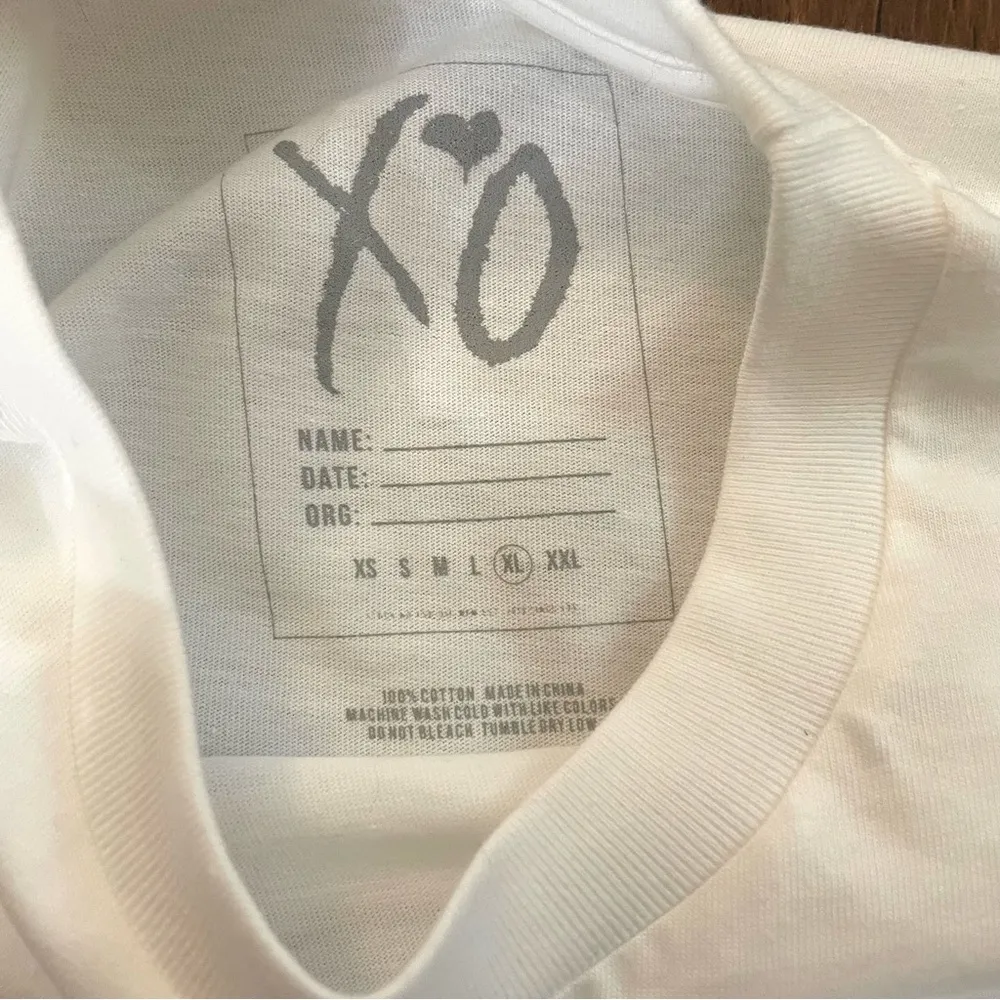 XO
NAME:
DATE:
ORG:
XS S M L XL XXL
100% COTTON MADE IN CHINA
MACHINE WASH COLD WITH LIKE COLORS
DO NOT BLEACH TUMBLE DRY LOW